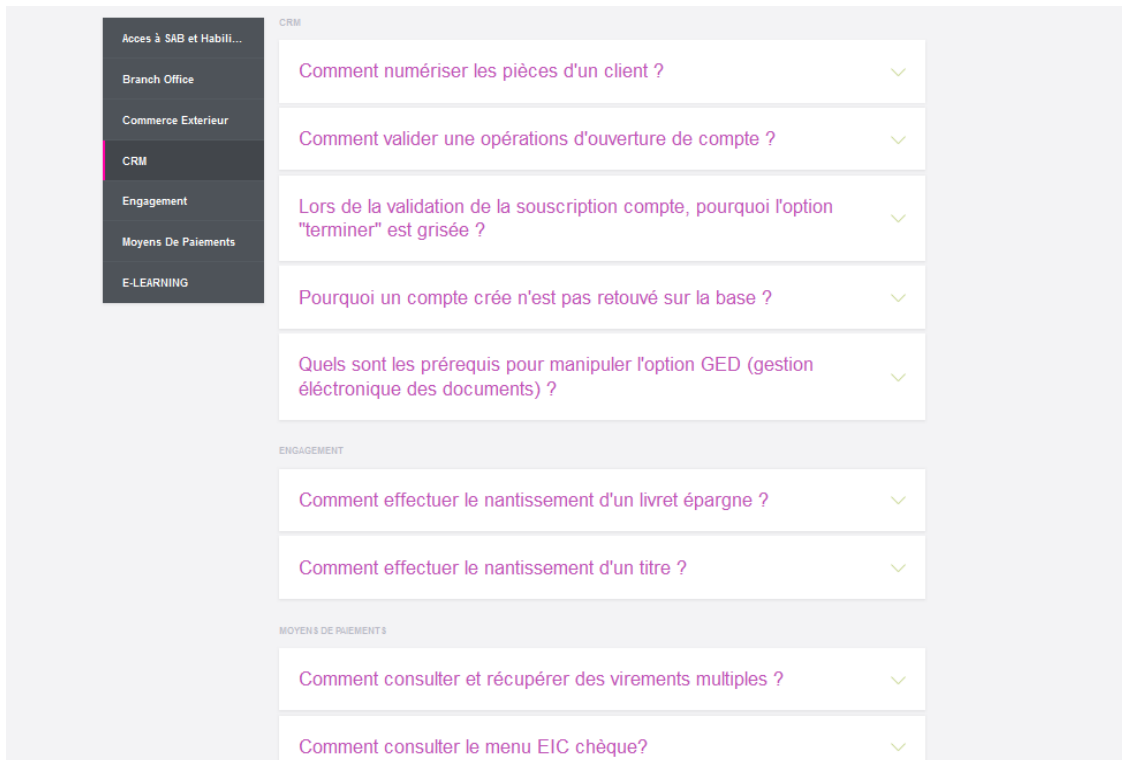 Acces à SAB et Habili...
Branch Office
Commerce Exterieur
CRM
Engagement
Moyens De Paiements
E-LEARNING
CRM
Comment numériser les pièces d'un client ?
Comment valider une opérations d'ouverture de compte ?
Lors de la validation de la souscription compte, pourquoi l'option
"terminer" est grisée ?
Pourquoi un compte crée n'est pas retouvé sur la base ?
Quels sont les prérequis pour manipuler l'option GED (gestion
éléctronique des documents) ?
ENGAGEMENT
Comment effectuer le nantissement d'un livret épargne ?
Comment effectuer le nantissement d'un titre ?
MOYENS DE PAIEMENTS
Comment consulter et récupérer des virements multiples ?
Comment consulter le menu EIC chèque?